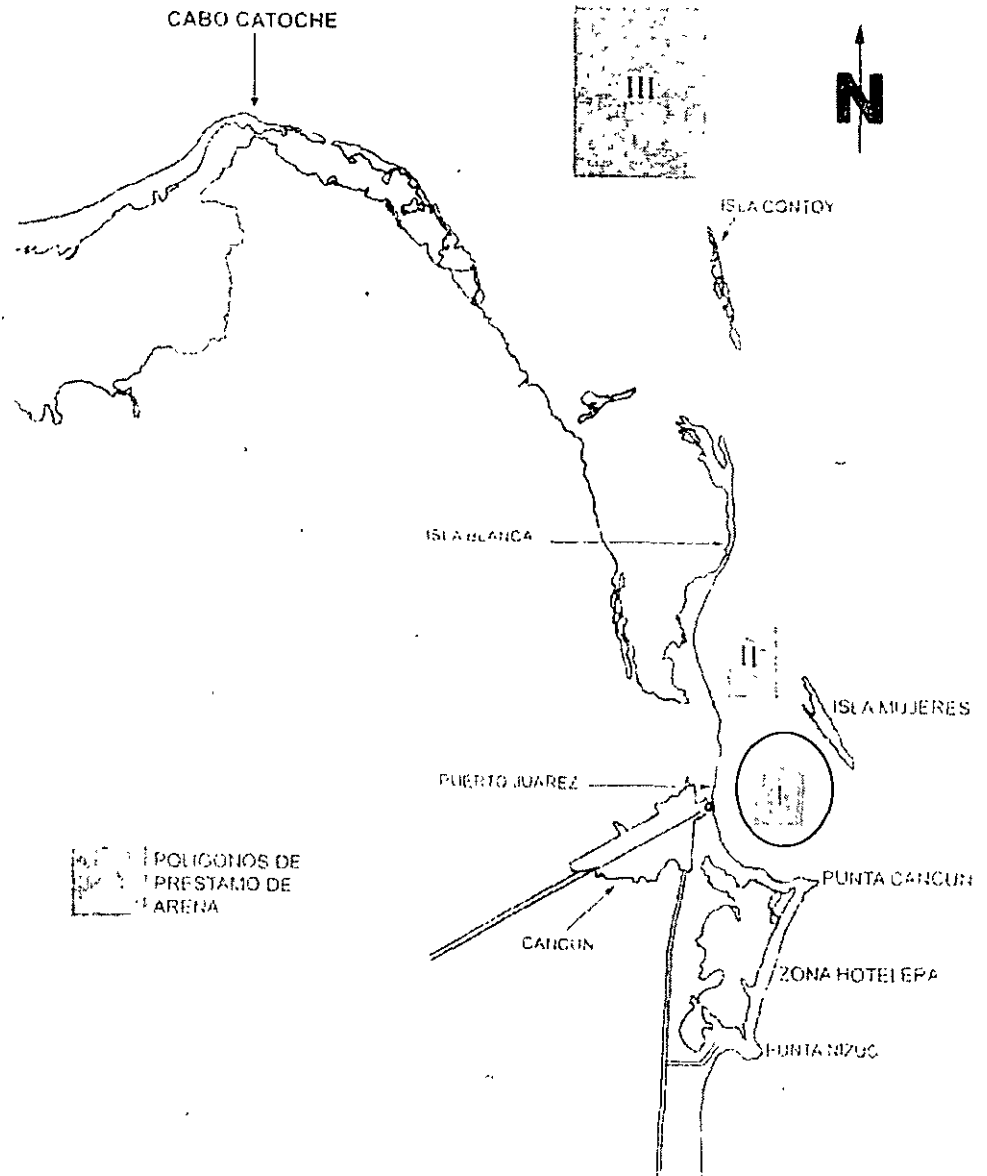 CABO CATOCHE
III
N
ISLA CONTOY
ISLA BLANCA
II
ISLA MUJERES
PUERTO JUAREZ
I
POLIGONOS DE
PRESTAMO DE
ARENA
PUNTA CANCUN
CANCUN
ZONA HOTELERA
PUNTA NIZUC